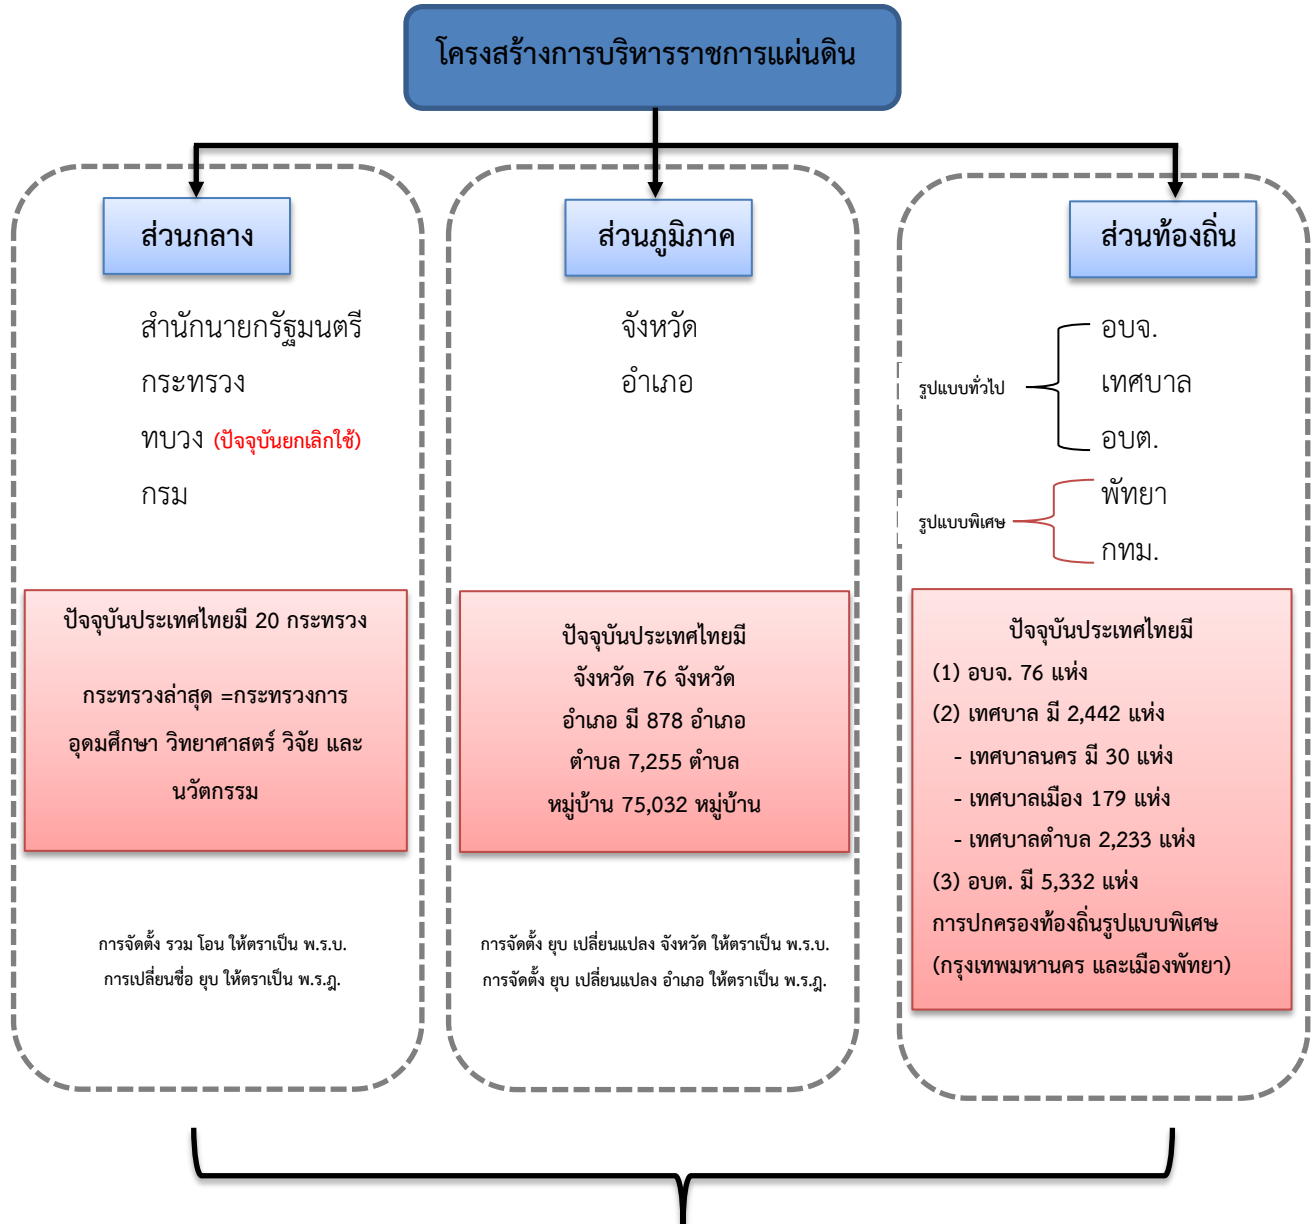 โครงสร้างการบริหารราชการแผ่นดิน
ส่วนกลาง
สำนักนายกรัฐมนตรี
กระทรวง
ทบวง (ปัจจุบันยกเลิกใช้)
กรม
ปัจจุบันประเทศไทยมี 20 กระทรวง
กระทรวงล่าสุด =กระทรวงการ
อุดมศึกษา วิทยาศาสตร์ วิจัย และ
นวัตกรรม
การจัดตั้ง รวม โอน ให้ตราเป็น พ.ร.บ.
การเปลี่ยนชื่อ ยุบ ให้ตราเป็น พ.ร.ฎ.
ส่วนภูมิภาค
จังหวัด
อำเภอ
ปัจจุบันประเทศไทยมี
จังหวัด 76 จังหวัด
อำเภอ มี 878 อำเภอ
ตำบล 7,255 ตำบล
หมู่บ้าน 75,032 หมู่บ้าน
การจัดตั้ง ยุบ เปลี่ยนแปลง จังหวัด ให้ตราเป็น พ.ร.บ.
การจัดตั้ง ยุบ เปลี่ยนแปลง อำเภอ ให้ตราเป็น พ.ร.ฎ.
ส่วนท้องถิ่น
รูปแบบทั่วไป
อบจ.
เทศบาล
อบต.
รูปแบบพิเศษ
พัทยา
กทม.
ปัจจุบันประเทศไทยมี
(1) อบจ. 76 แห่ง
(2) เทศบาล มี 2,442 แห่ง
- เทศบาลนคร มี 30 แห่ง
- เทศบาลเมือง 179 แห่ง
- เทศบาลตำบล 2,233 แห่ง
(3) อบต. มี 5,332 แห่ง
การปกครองท้องถิ่นรูปแบบพิเศษ
(กรุงเทพมหานคร และเมืองพัทยา)